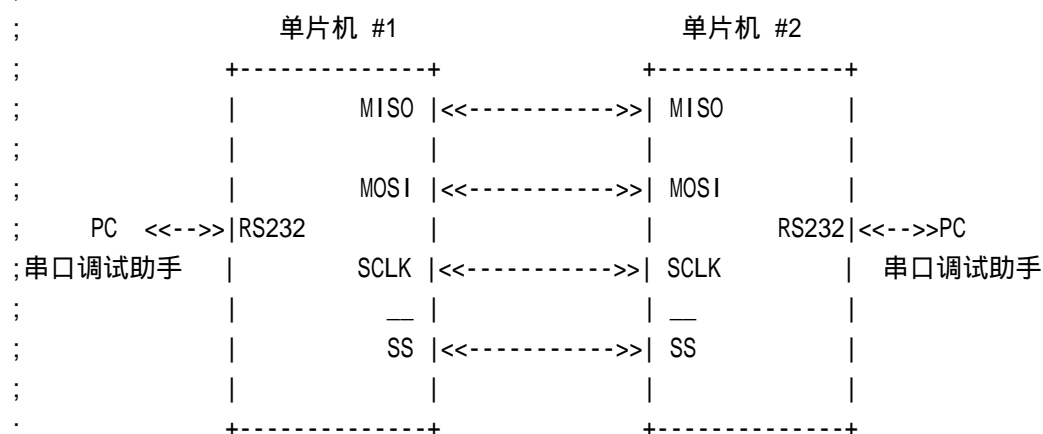 ;
; 单片机 #1 单片机 #2
; +--------------+ +--------------+
; | MISO |<<----------->>| MISO |
; | | | |
; | MOSI |<<----------->>| MOSI |
; PC <<-->>|RS232 | | RS232|<<-->>PC
;串口调试助手 | SCLK |<<----------->>| SCLK | 串口调试助手
; | __ | | __ |
; | SS |<<----------->>| SS |
; | | | |
; +--------------+ +--------------+